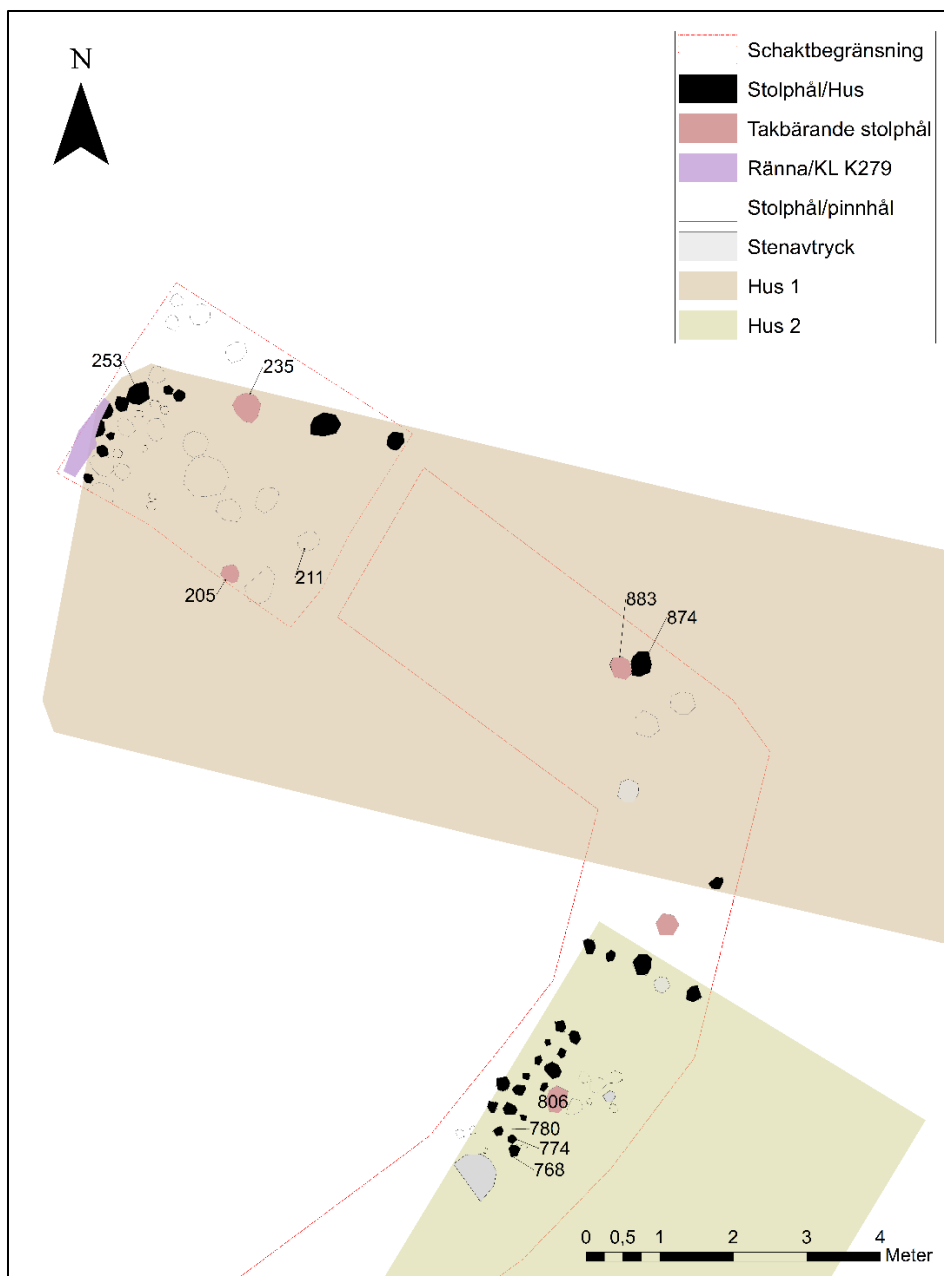 N
Schaktbegränsning
Stolphål/Hus
Takbärande stolphål
Ränna/KL K279
Stolphål/pinnhål
Stenavtryck
Hus 1
Hus 2
253
235
211
205
883
874
806
780
774
768
0 0,5 1 2 3 4
Meter